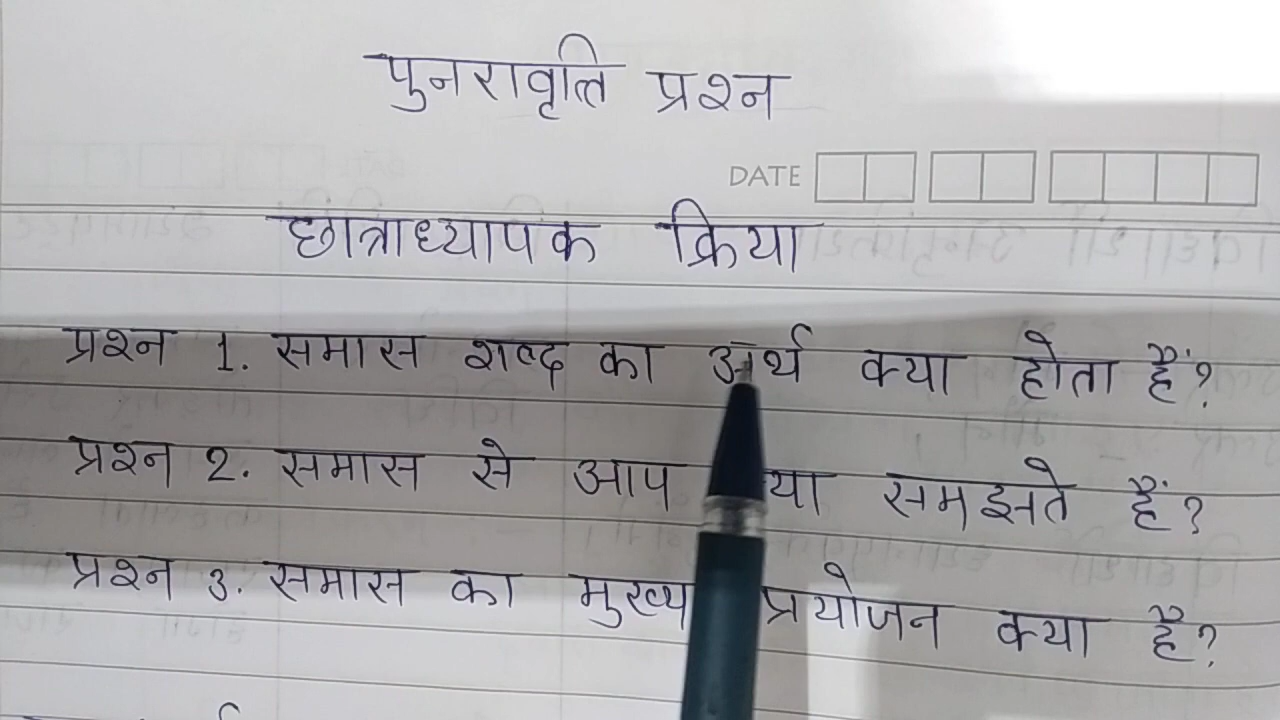 पुनरावृत्ति प्रश्न
DATE
छात्राध्यापक क्रिया
प्रश्न 1. समास शब्द का अर्थ क्या होता हैं?
प्रश्न 2. समास से आप क्या समझते हैं?
प्रश्न 3. समास का मुख्य प्रयोजन क्या है?